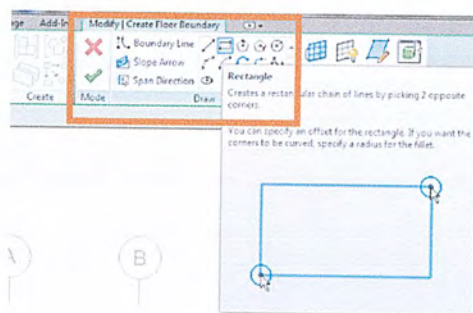 ge Add-In Modify | Create Floor Boundary
Boundary Line
Slope Arrow
Span Direction
Create Mode Draw
Rectangle
Creates a rectangular chain of lines by picking 2 opposite
corners.
You can specify an offset for the rectangle. If you want the
corners to be curved, specify a radius for the fillet.
A B